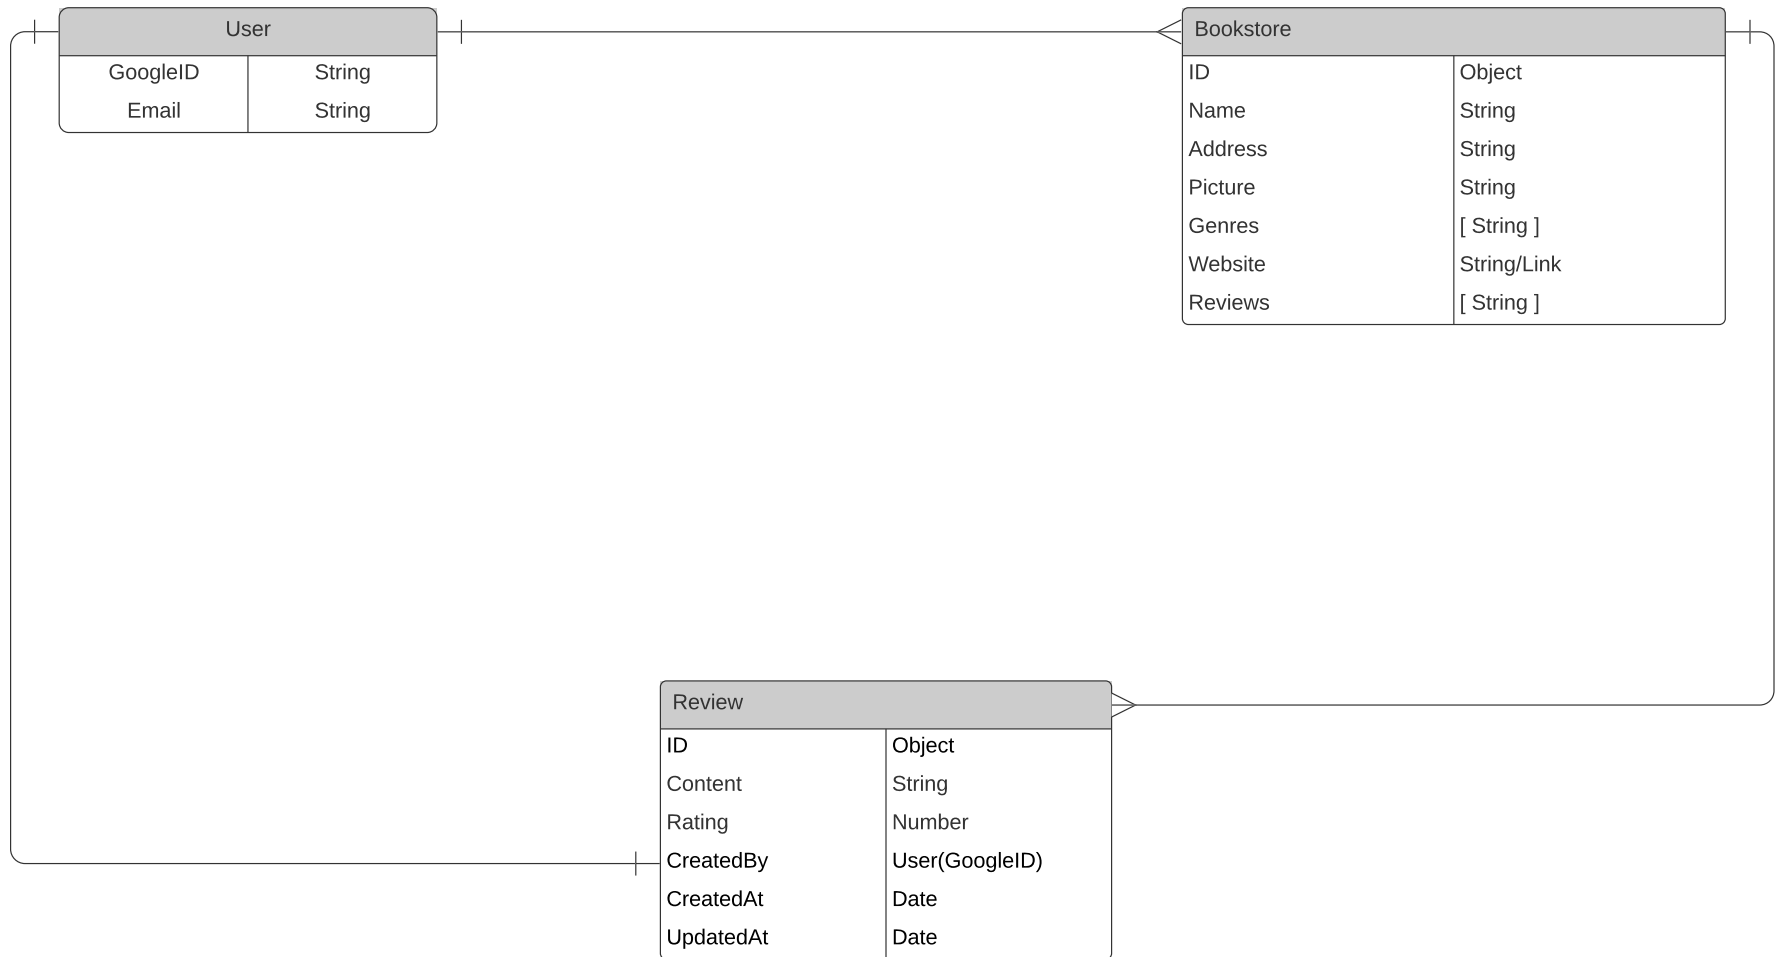 User
GoogleID String
Email String
Bookstore
ID Object
Name String
Address String
Picture String
Genres [ String ]
Website String/Link
Reviews [ String ]
Review
ID Object
Content String
Rating Number
CreatedBy User(GoogleID)
CreatedAt Date
UpdatedAt Date